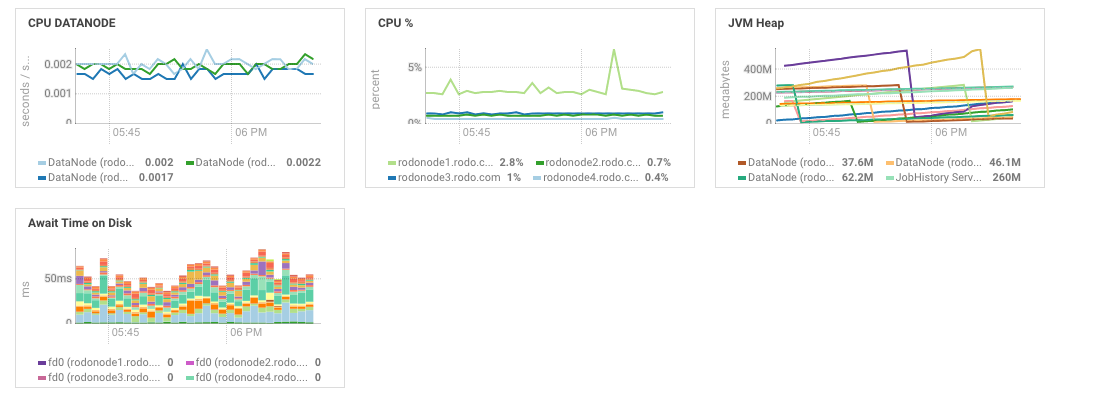 CPU DATANODE
seconds / s...
0.002
0.001
0
05:45
06 PM
DataNode (rodo... 0.002 DataNode (rod... 0.0022
DataNode (rod... 0.0017
CPU %
percent
5%
0%
05:45
06 PM
rodonode1.rodo.c... 2.8% rodonode2.rodo.c... 0.7%
rodonode3.rodo.com 1% rodonode4.rodo.c... 0.4%
JVM Heap
megabytes
400M
200M
0
05:45
06 PM
DataNode (rodo... 37.6M DataNode (rodo... 46.1M
DataNode (rodo... 62.2M JobHistory Serv... 260M
Await Time on Disk
ms
50ms
0
05:45
06 PM
fd0 (rodonode1.rodo.... 0 fd0 (rodonode2.rodo.... 0
fd0 (rodonode3.rodo.... 0 fd0 (rodonode4.rodo.... 0